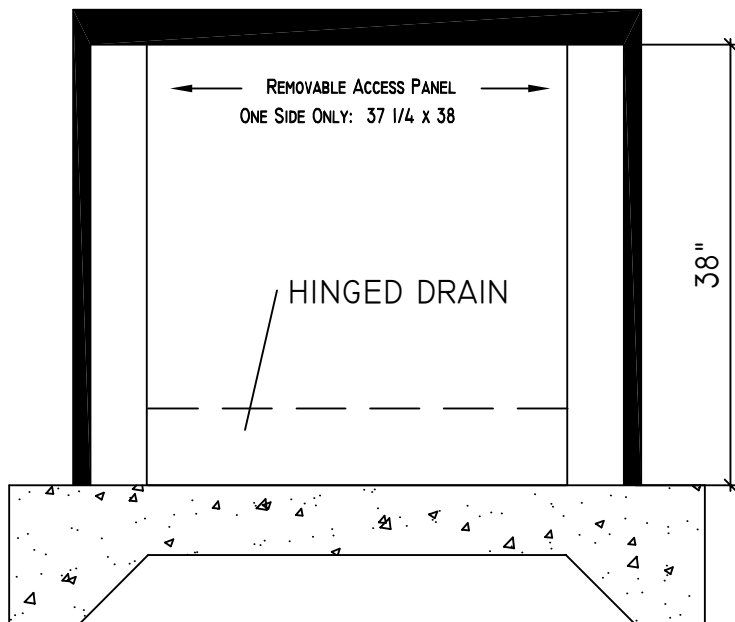 REMOVABLE ACCESS PANEL
ONE SIDE ONLY: 37 1/4 X 38
HINGED DRAIN
38"